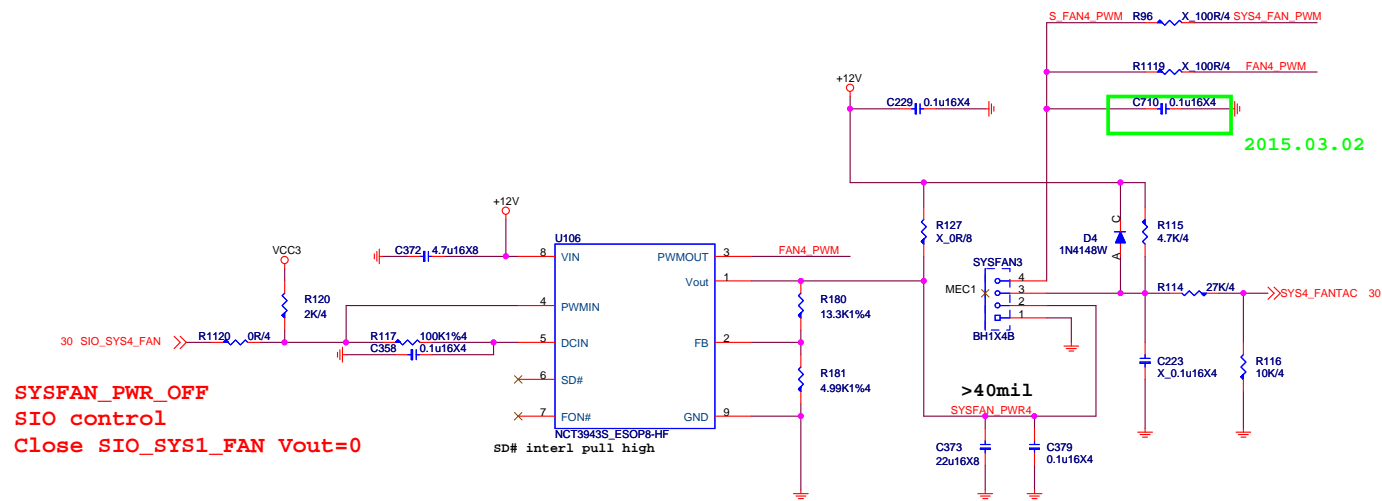 S_FAN4_PWM R96 X_100R/4 SYS4_FAN_PWM
R1119 X_100R/4 FAN4_PWM
+12V
C229 0.1u16X4
C710 0.1u16X4
2015.03.02
+12V
C372 4.7u16X8
U106
8 VIN
PWMOUT 3 FAN4_PWM
Vout 1
4 PWMIN
5 DCIN
FB 2
6 SD#
7 FON#
GND 9
NCT3943S_ESOP8-HF
SD# interl pull high
VCC3
R120
2K/4
30 SIO_SYS4_FAN R1120 0R/4
R117 100K1%4
C358 0.1u16X4
R180
13.3K1%4
R181
4.99K1%4
R127
X_0R/8
SYSFAN3
MEC1
4
3
2
1
BH1X4B
C
D4
1N4148W
A
R115
4.7K/4
R114 27K/4 SYS4_FANTAC 30
C223
X_0.1u16X4
R116
10K/4
>40mil
SYSFAN_PWR4
C373
22u16X8
C379
0.1u16X4
SYSFAN_PWR_OFF
SIO control
Close SIO_SYS1_FAN Vout=0